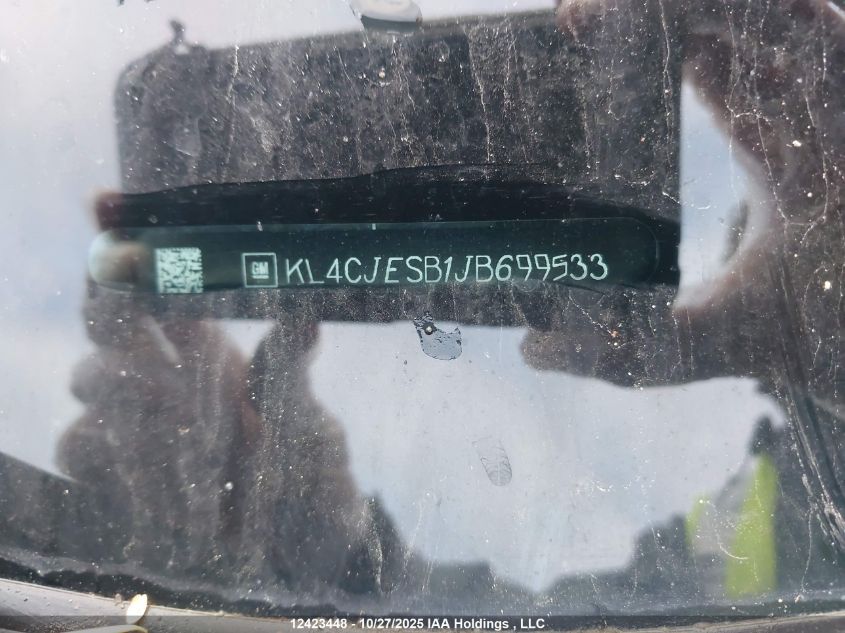 GM KL4CJESB1JB699533
12423448 - 10/27/2025 IAA Holdings , LLC